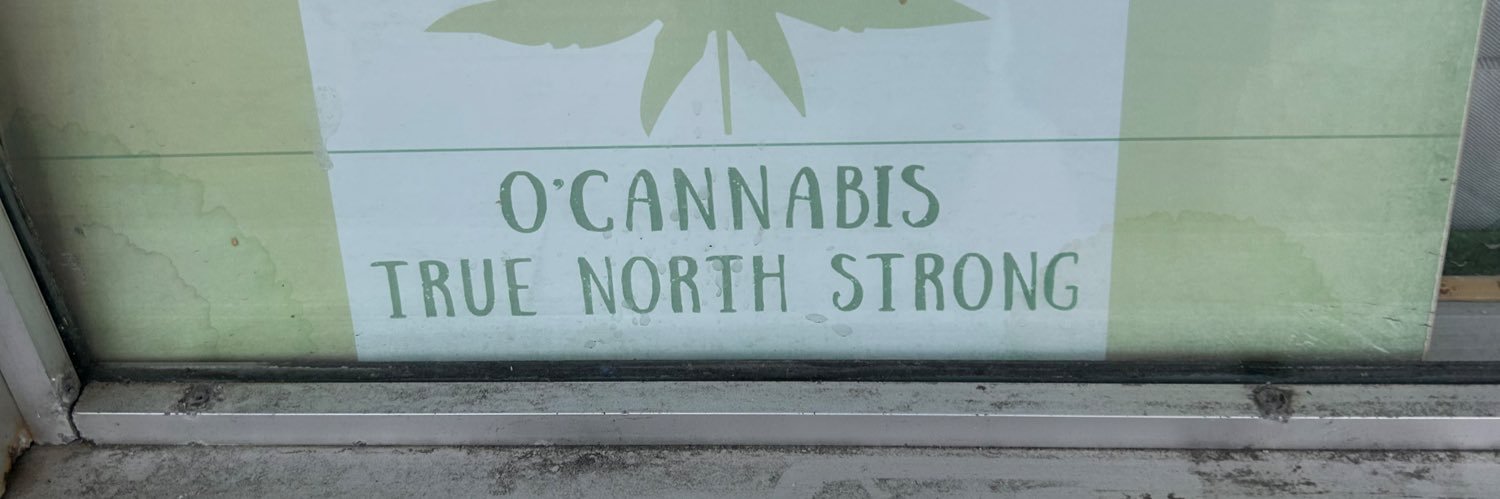 O'CANNABIS
TRUE NORTH STRONG